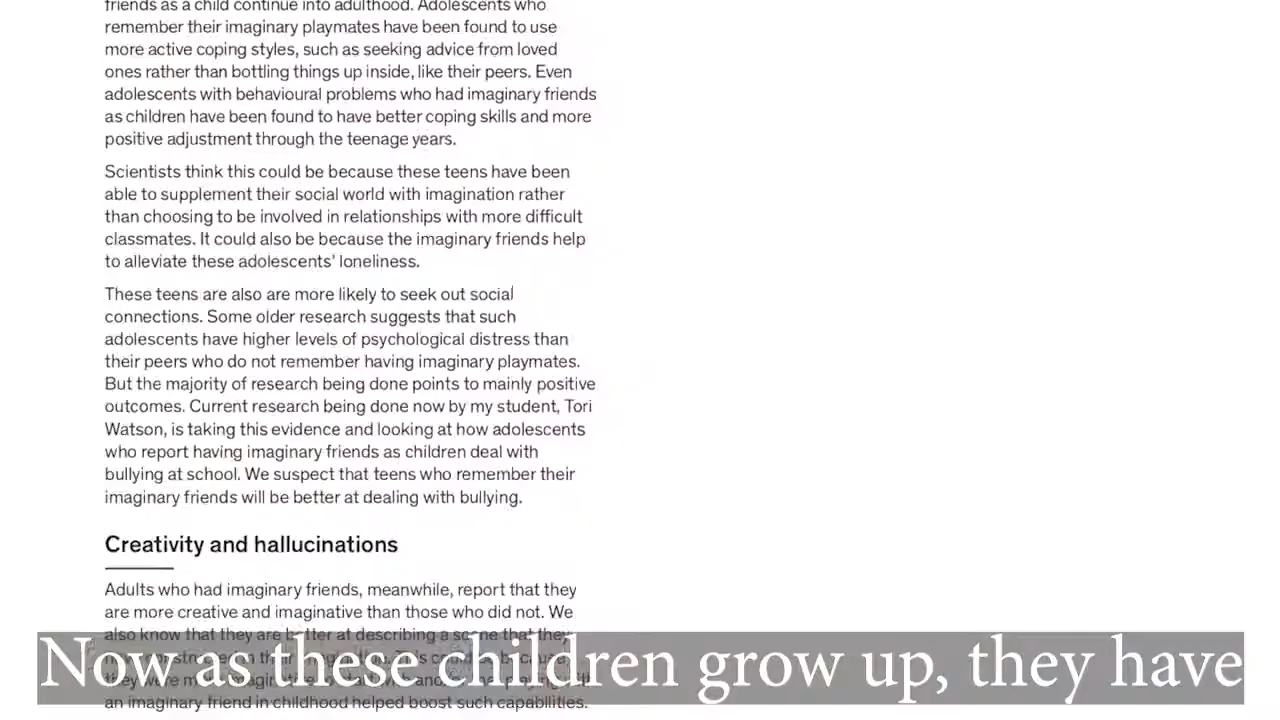 friends as a child continue into adulthood. Adolescents who
remember their imaginary playmates have been found to use
more active coping styles, such as seeking advice from loved
ones rather than bottling things up inside, like their peers. Even
adolescents with behavioural problems who had imaginary friends
as children have been found to have better coping skills and more
positive adjustment through the teenage years.
Scientists think this could be because these teens have been
able to supplement their social world with imagination rather
than choosing to be involved in relationships with more difficult
classmates. It could also be because the imaginary friends help
to alleviate these adolescents' loneliness.
These teens are also are more likely to seek out social
connections. Some older research suggests that such
adolescents have higher levels of psychological distress than
their peers who do not remember having imaginary playmates.
But the majority of research being done points to mainly positive
outcomes. Current research being done now by my student, Tori
Watson, is taking this evidence and looking at how adolescents
who report having imaginary friends as children deal with
bullying at school. We suspect that teens who remember their
imaginary friends will be better at dealing with bullying.
Creativity and hallucinations
Adults who had imaginary friends, meanwhile, report that they
are more creative and imaginative than those who did not. We
also know that they are better at describing a scene that they
an imaginary friend in childhood helped boost such capabilities.
Now as these children grow up, they have